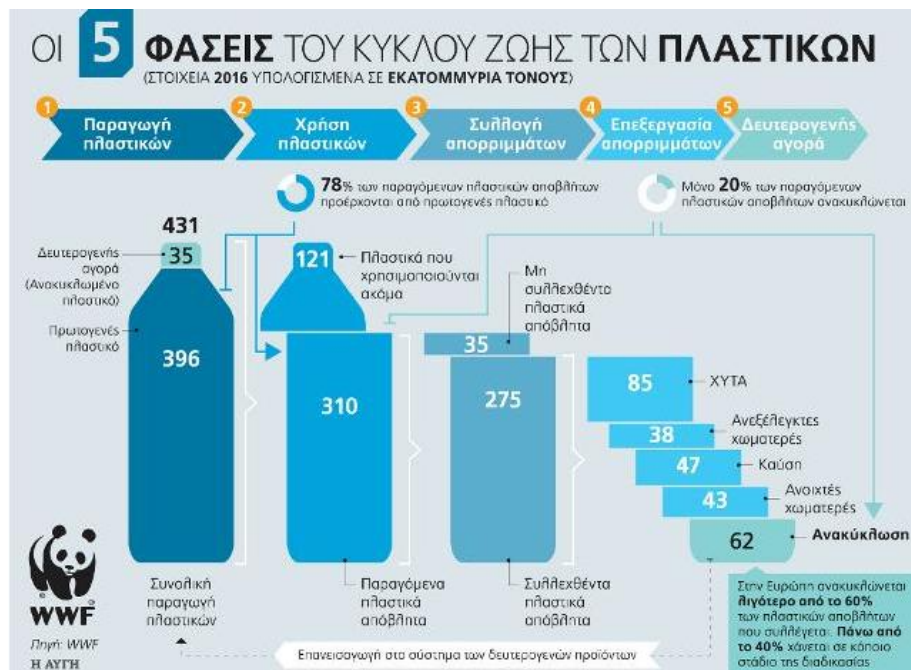 ΟΙ 5 ΦΑΣΕΙΣ ΤΟΥ ΚΥΚΛΟΥ ΖΩΗΣ ΤΩΝ ΠΛΑΣΤΙΚΩΝ
(ΣΤΟΙΧΕΙΑ 2016 ΥΠΟΛΟΓΙΣΜΕΝΑ ΣΕ ΕΚΑΤΟΜΜΥΡΙΑ ΤΟΝΟΥΣ)
1
Παραγωγή
πλαστικών
2
Χρήση
πλαστικών
3
Συλλογή
απορριμμάτων
4
Επεξεργασία
απορριμμάτων
5
Δευτερογενής
αγορά
78% των παραγόμενων πλαστικών αποβλήτων
προέρχονται από πρωτογενές πλαστικό
Μόνο 20% των παραγόμενων
πλαστικών αποβλήτων ανακυκλώνεται
431
Δευτερογενής
αγορά
(Ανακυκλωμένο
πλαστικό)
35
Πρωτογενές
πλαστικό
396
Συνολική
παραγωγή
πλαστικών
121
Πλαστικά που
χρησιμοποιούνται
ακόμα
310
Παραγόμενα
πλαστικά
απόβλητα
Μη
συλλεχθέντα
πλαστικά
απόβλητα
35
275
Συλλεχθέντα
πλαστικά
απόβλητα
85
ΧΥΤΑ
38
Ανεξέλεγκτες
χωματερές
47
Καύση
43
Ανοιχτές
χωματερές
62
Ανακύκλωση
Στην Ευρώπη ανακυκλώνεται
λιγότερο από το 60%
των πλαστικών αποβλήτων
που συλλέγεται. Πάνω από
το 40% χάνεται σε κάποιο
στάδιο της διαδικασίας
Επανεισαγωγή στο σύστημα των δευτερογενών προϊόντων
WWF
Πηγή: WWF
Η ΑΥΓΗ